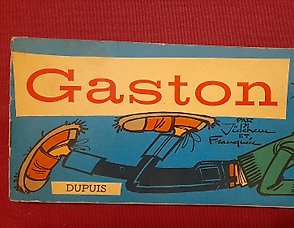 Gaston
PAR
Jidéhem
ET
Franquin
DUPUIS